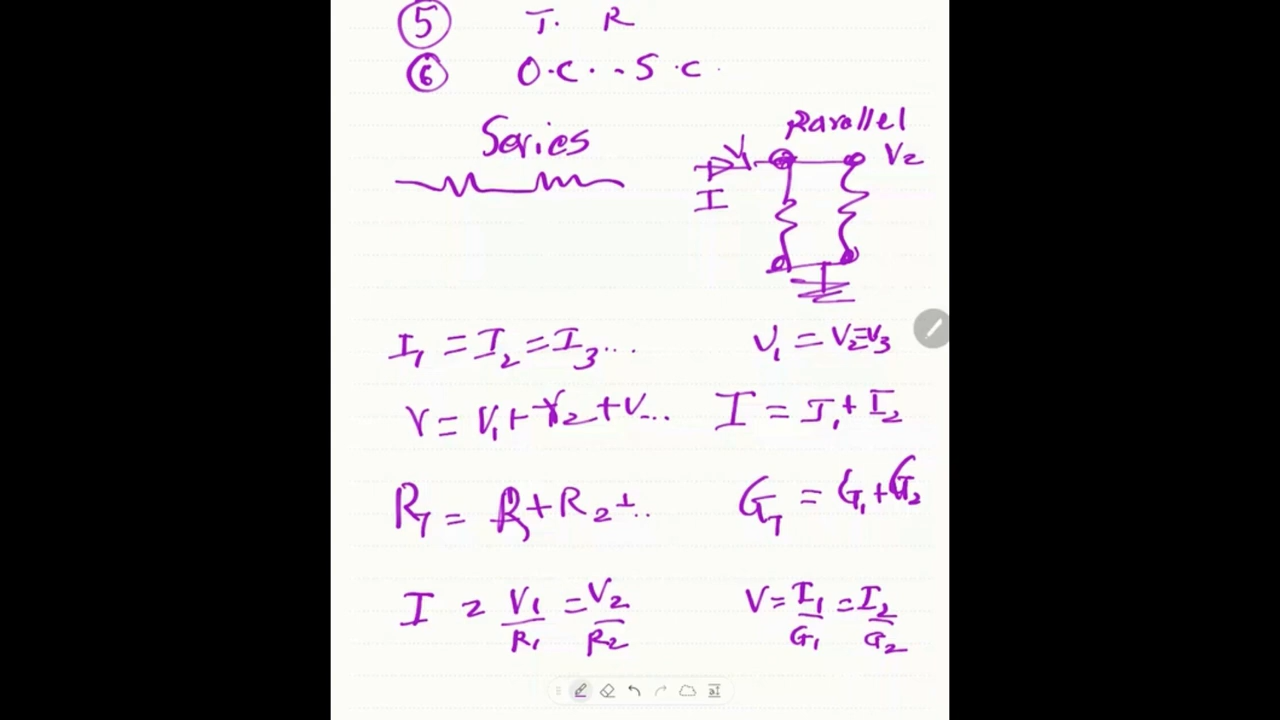 5 T. R
6 O.C. .. S.C.
Series
Parallel
V2
I
I1 = I2 = I3 ...
V1 = V2 = V3
V = V1 + V2 + V...
I = I1 + I2
RT = R1 + R2 + ..
GT = G1 + G2
I = V1/R1 = V2/R2
V = I1/G1 = I2/G2